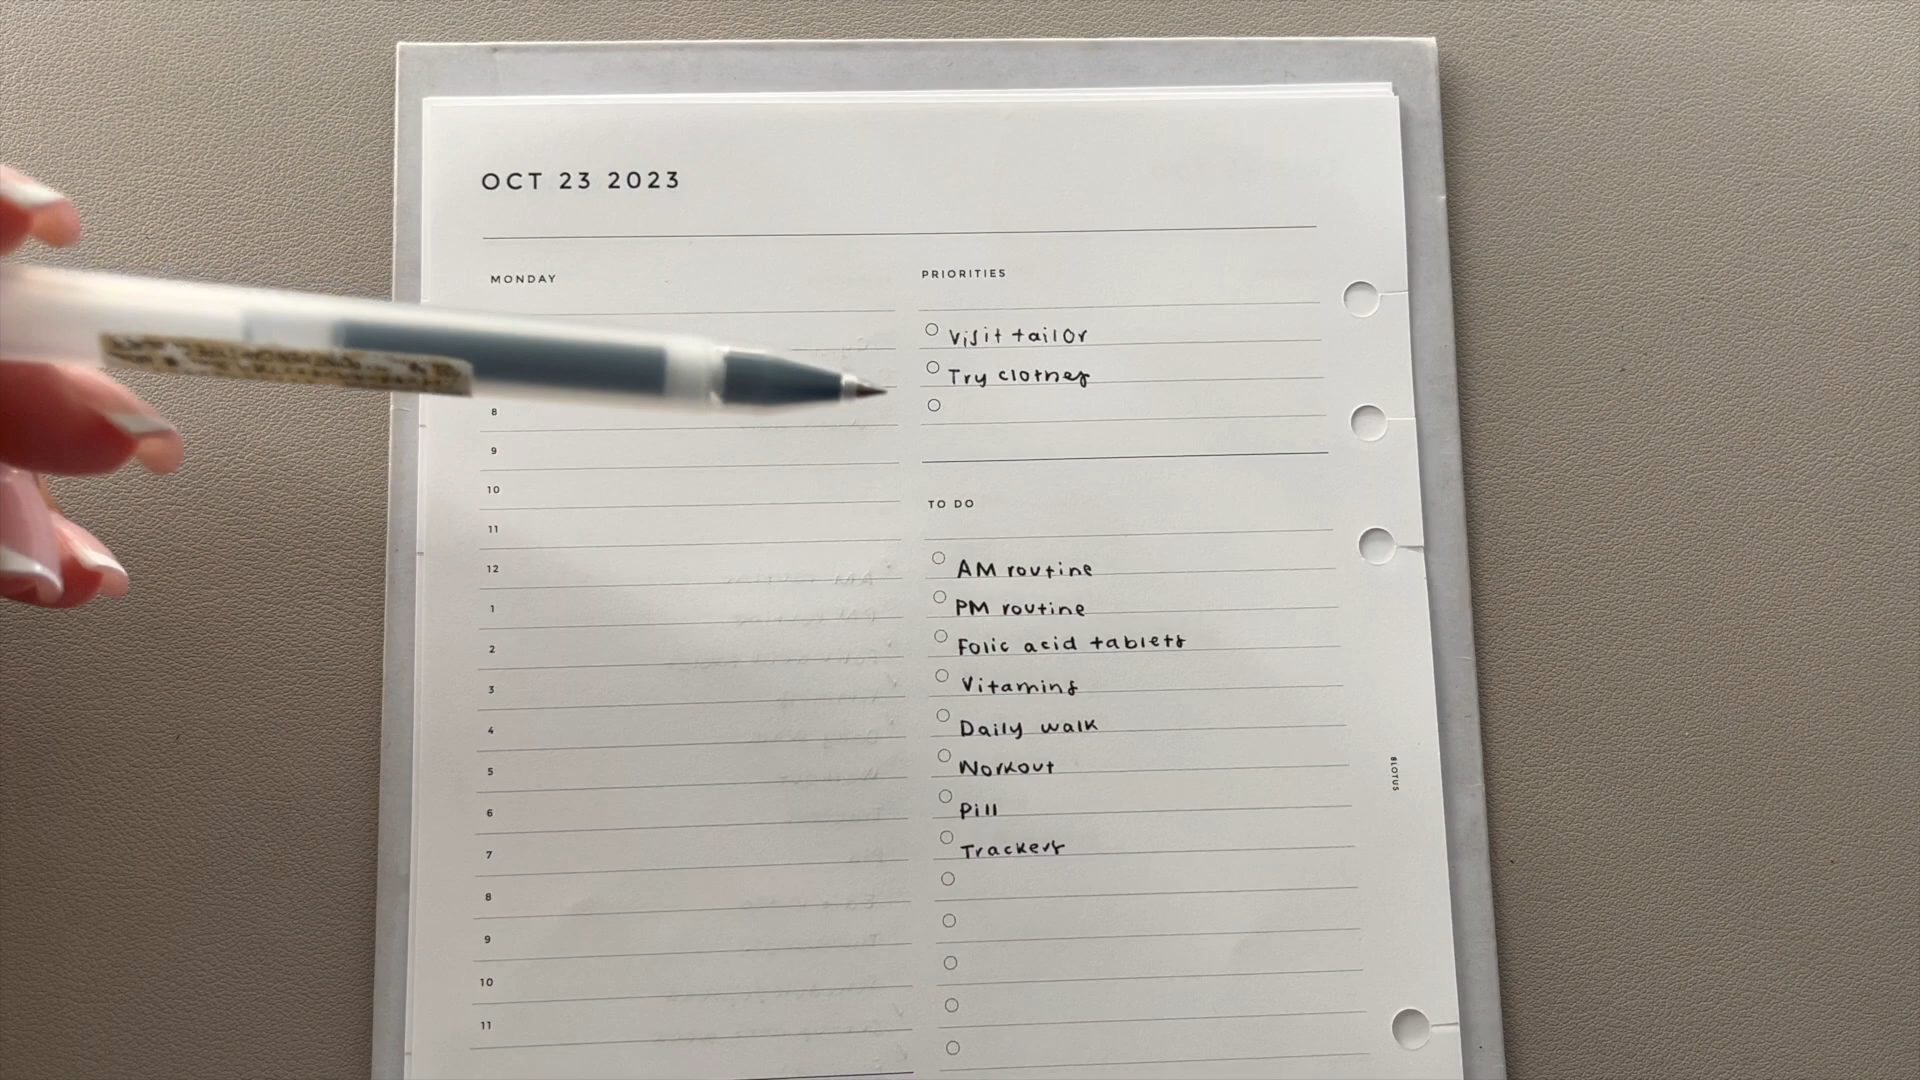 OCT 23 2023
MONDAY
8
9
10
11
12
1
2
3
4
5
6
7
8
9
10
11
PRIORITIES
Visit tailor
Try clothes
TO DO
AM routine
PM routine
Folic acid tablets
Vitamins
Daily walk
Workout
Pill
Trackers